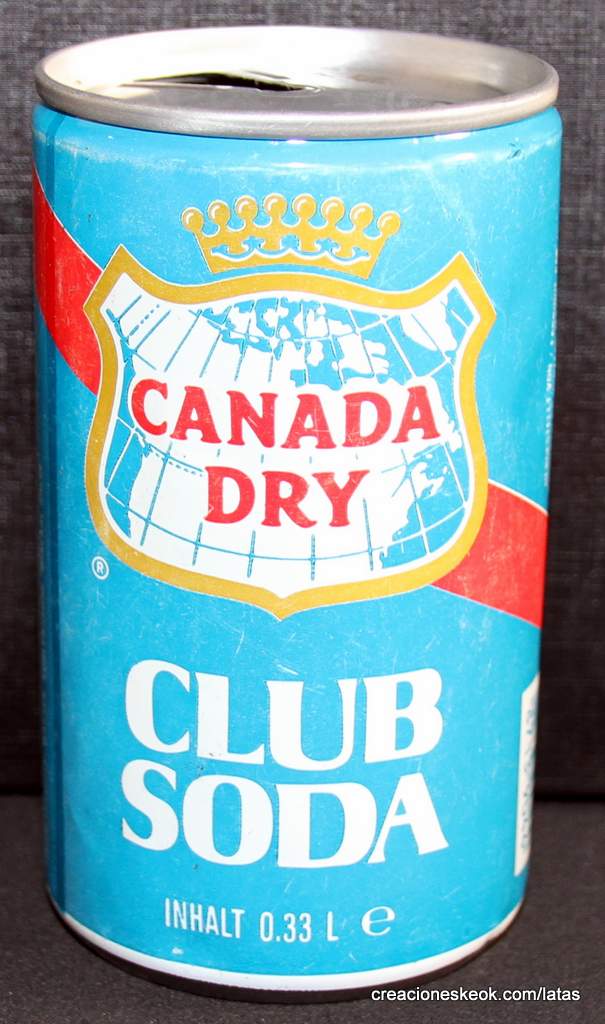 CANADA
DRY
®
CLUB
SODA
INHALT 0.33 L e
creacioneskeok.com/latas